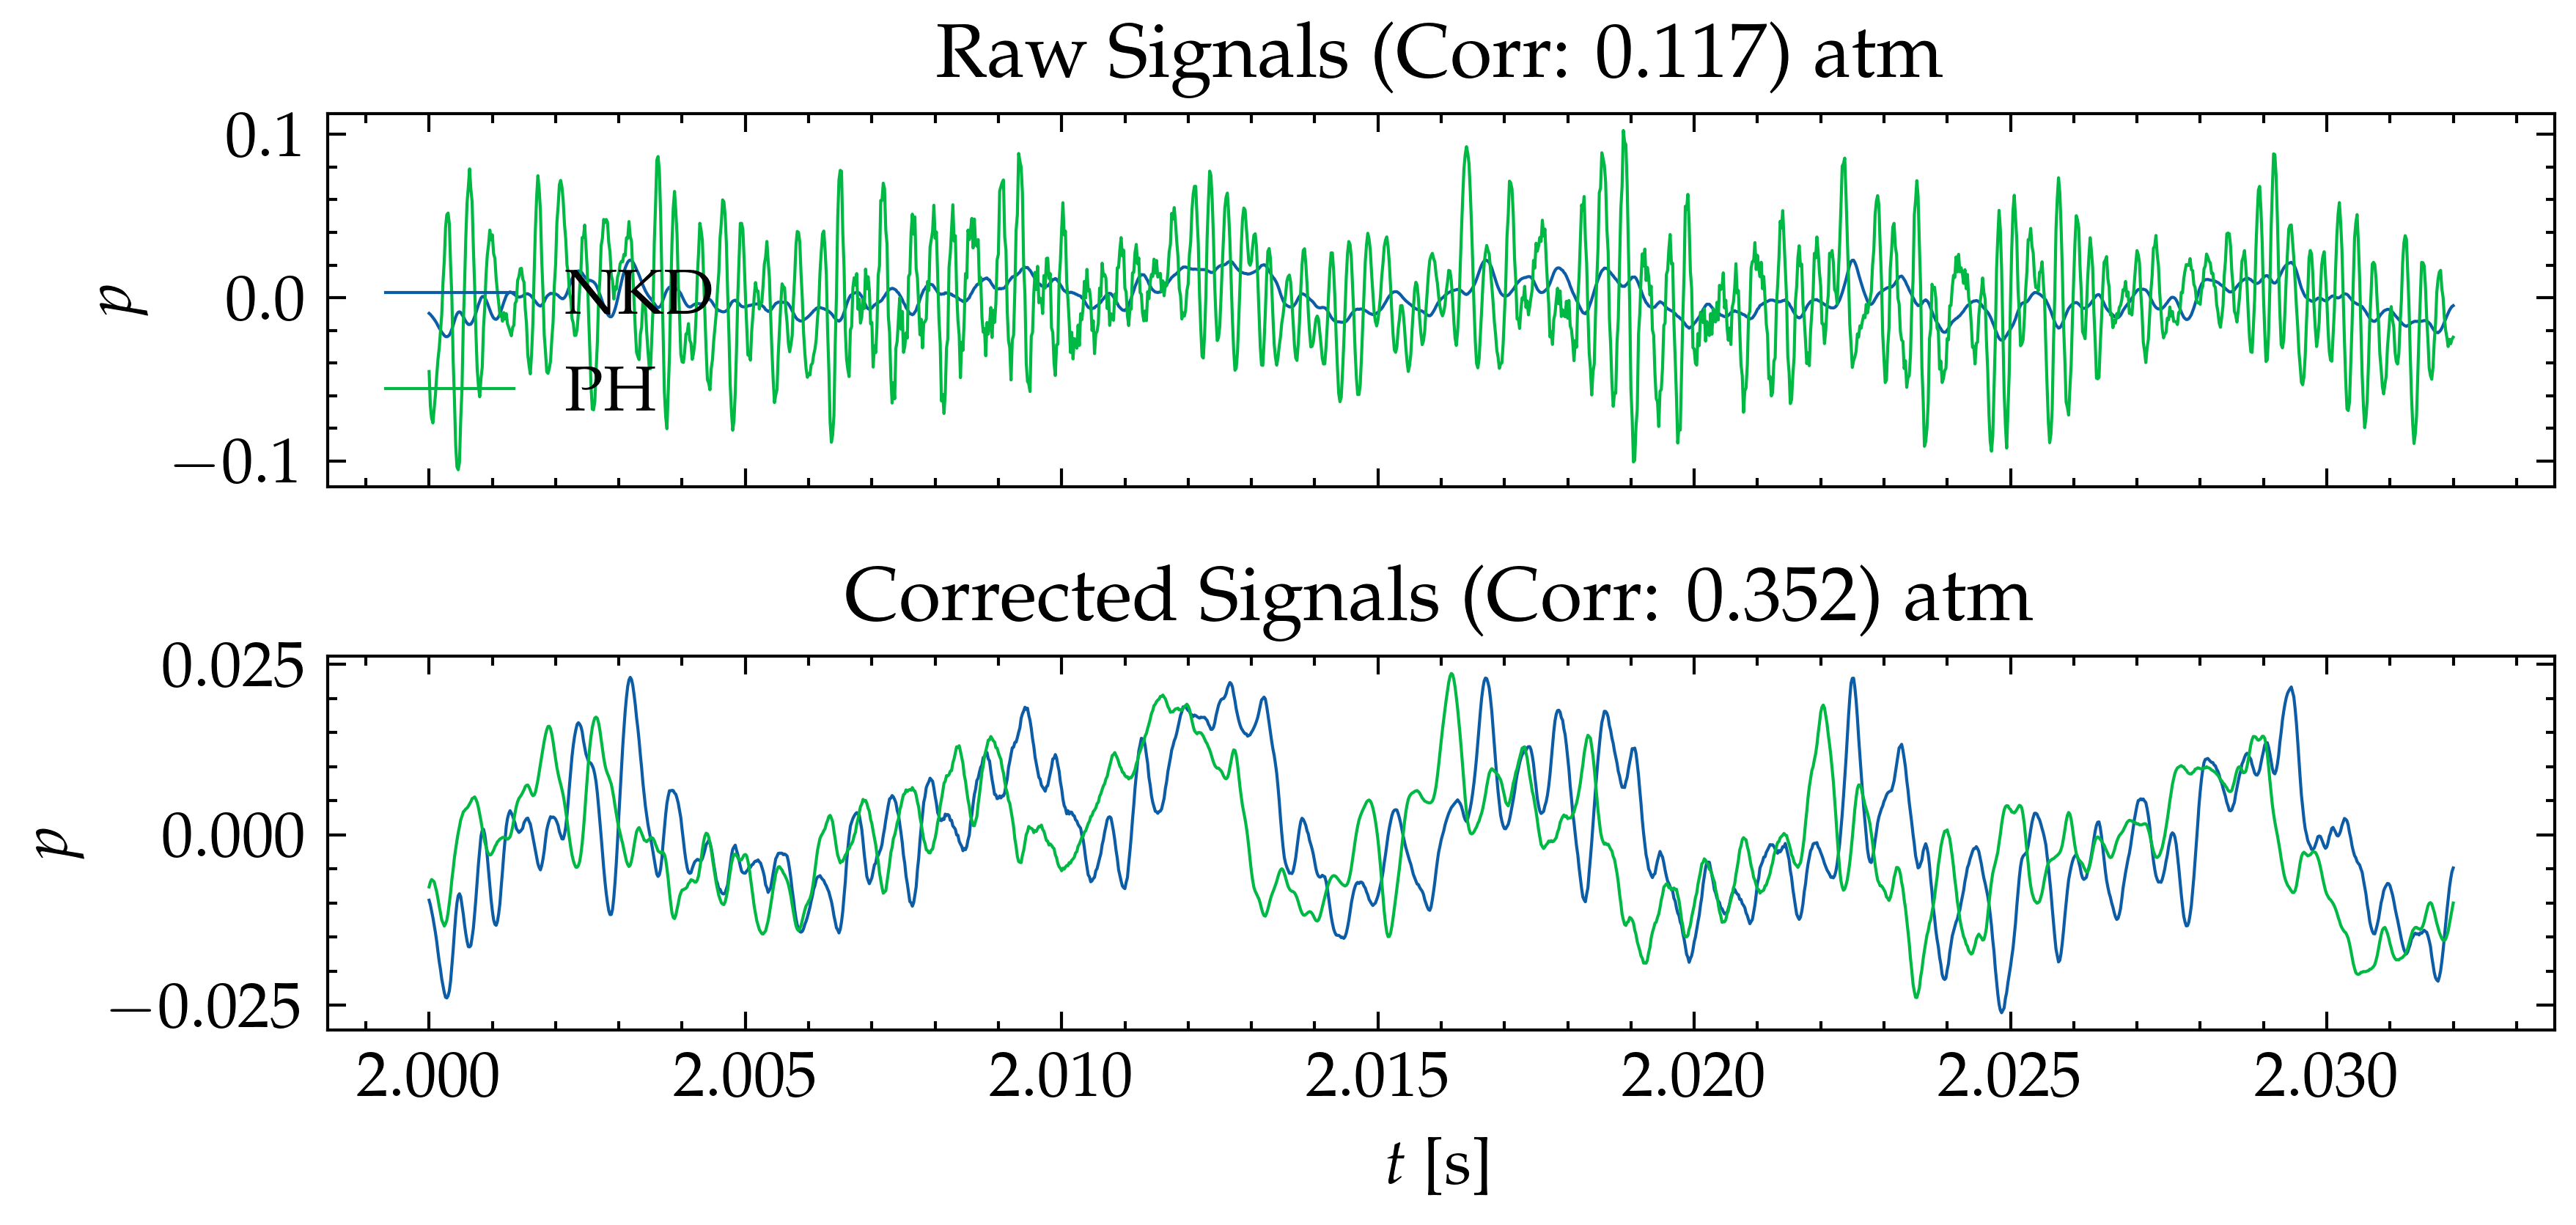 Raw Signals (Corr: 0.117) atm
0.1
0.0
−0.1
p
NKD
PH
Corrected Signals (Corr: 0.352) atm
0.025
0.000
−0.025
p
2.000 2.005 2.010 2.015 2.020 2.025 2.030
t [s]